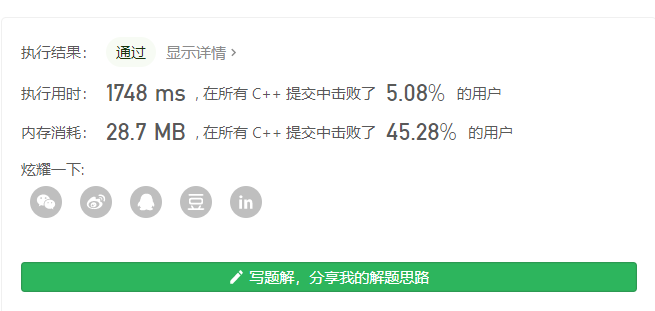 执行结果： 通过 显示详情 ›
执行用时： 1748 ms , 在所有 C++ 提交中击败了 5.08% 的用户
内存消耗： 28.7 MB , 在所有 C++ 提交中击败了 45.28% 的用户
炫耀一下:
豆 in
写题解，分享我的解题思路